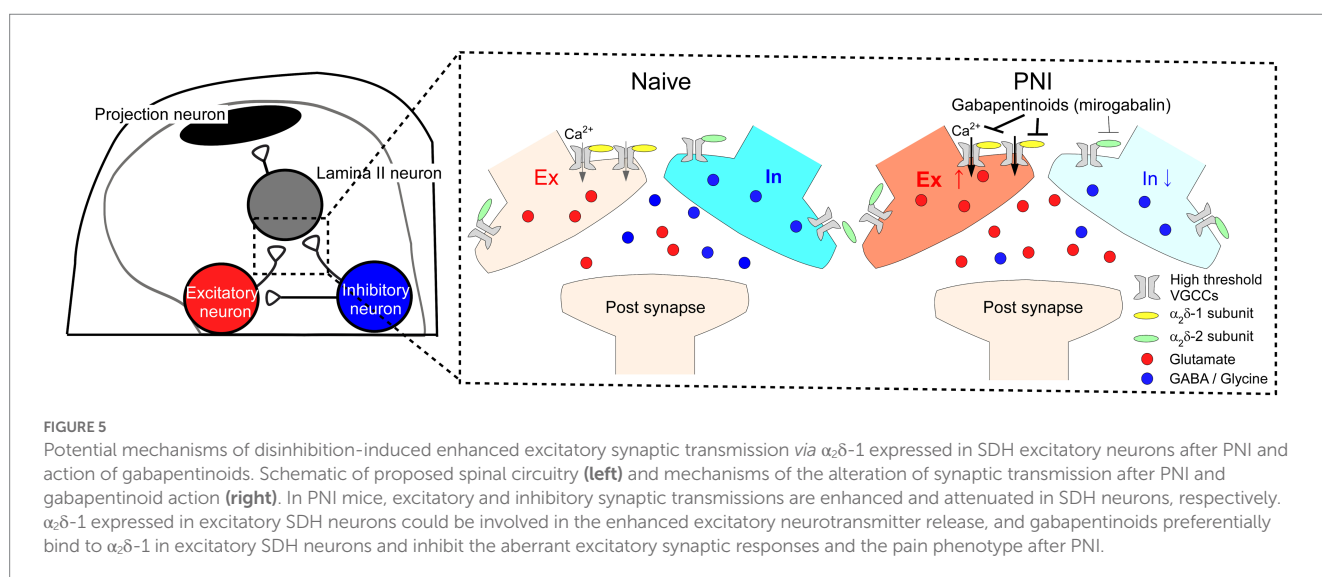 Naive
PNI
Gabapentinoids (mirogabalin)
Projection neuron
Lamina II neuron
Excitatory
neuron
Inhibitory
neuron
Ca²⁺
Ex
In
Post synapse
Ca²⁺
Ex ↑
In ↓
Post synapse
High threshold
VGCCs
α₂δ-1 subunit
α₂δ-2 subunit
Glutamate
GABA / Glycine
FIGURE 5
Potential mechanisms of disinhibition-induced enhanced excitatory synaptic transmission via α₂δ-1 expressed in SDH excitatory neurons after PNI and
action of gabapentinoids. Schematic of proposed spinal circuitry (left) and mechanisms of the alteration of synaptic transmission after PNI and
gabapentinoid action (right). In PNI mice, excitatory and inhibitory synaptic transmissions are enhanced and attenuated in SDH neurons, respectively.
α₂δ-1 expressed in excitatory SDH neurons could be involved in the enhanced excitatory neurotransmitter release, and gabapentinoids preferentially
bind to α₂δ-1 in excitatory SDH neurons and inhibit the aberrant excitatory synaptic responses and the pain phenotype after PNI.